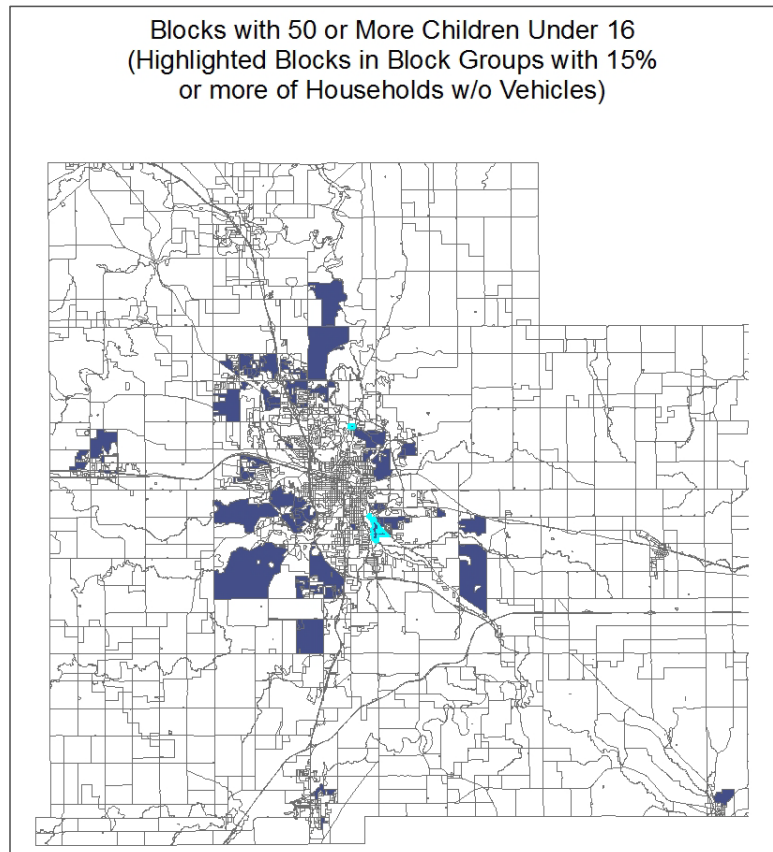 Blocks with 50 or More Children Under 16
(Highlighted Blocks in Block Groups with 15%
or more of Households w/o Vehicles)